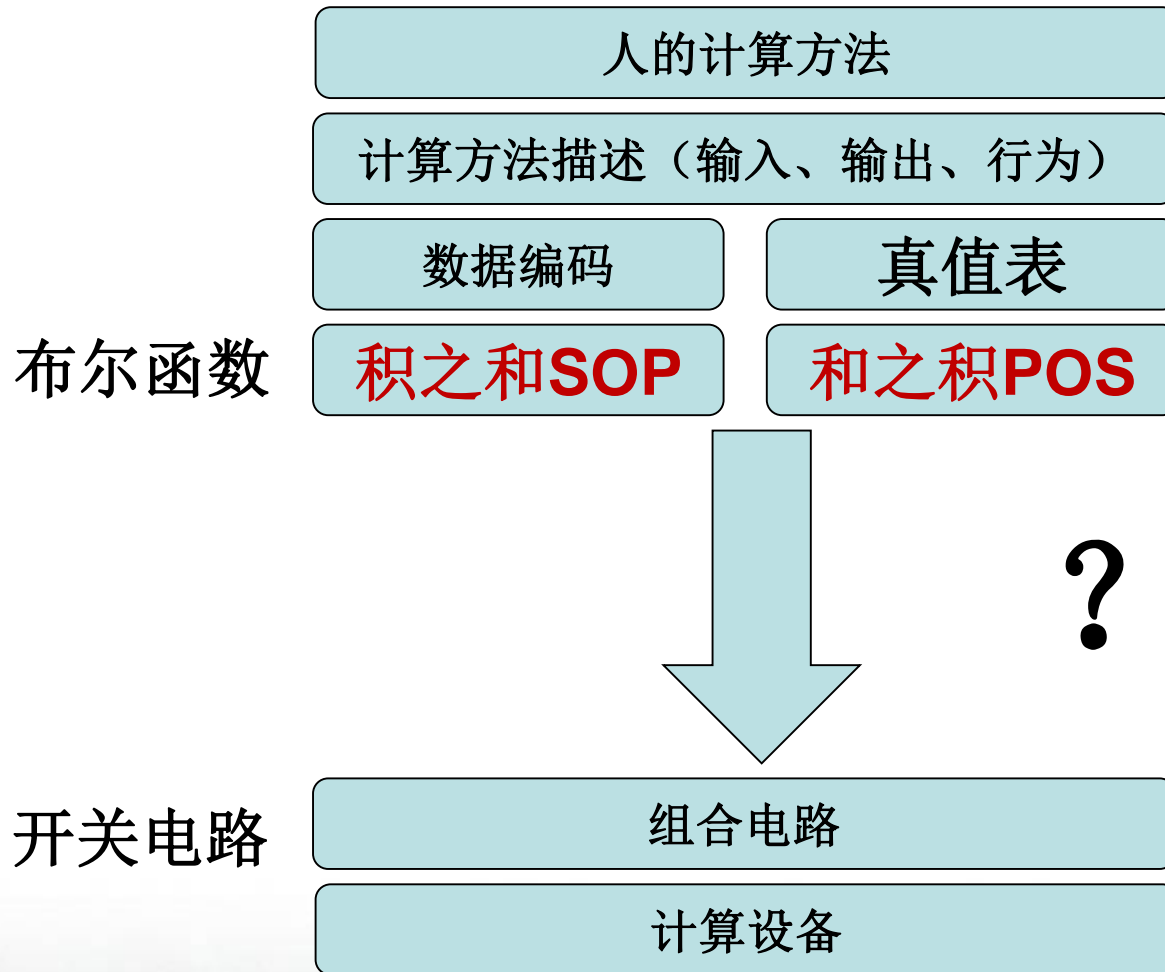 人的计算方法
计算方法描述（输入、输出、行为）
数据编码
真值表
布尔函数
积之和SOP
和之积POS
?
开关电路
组合电路
计算设备